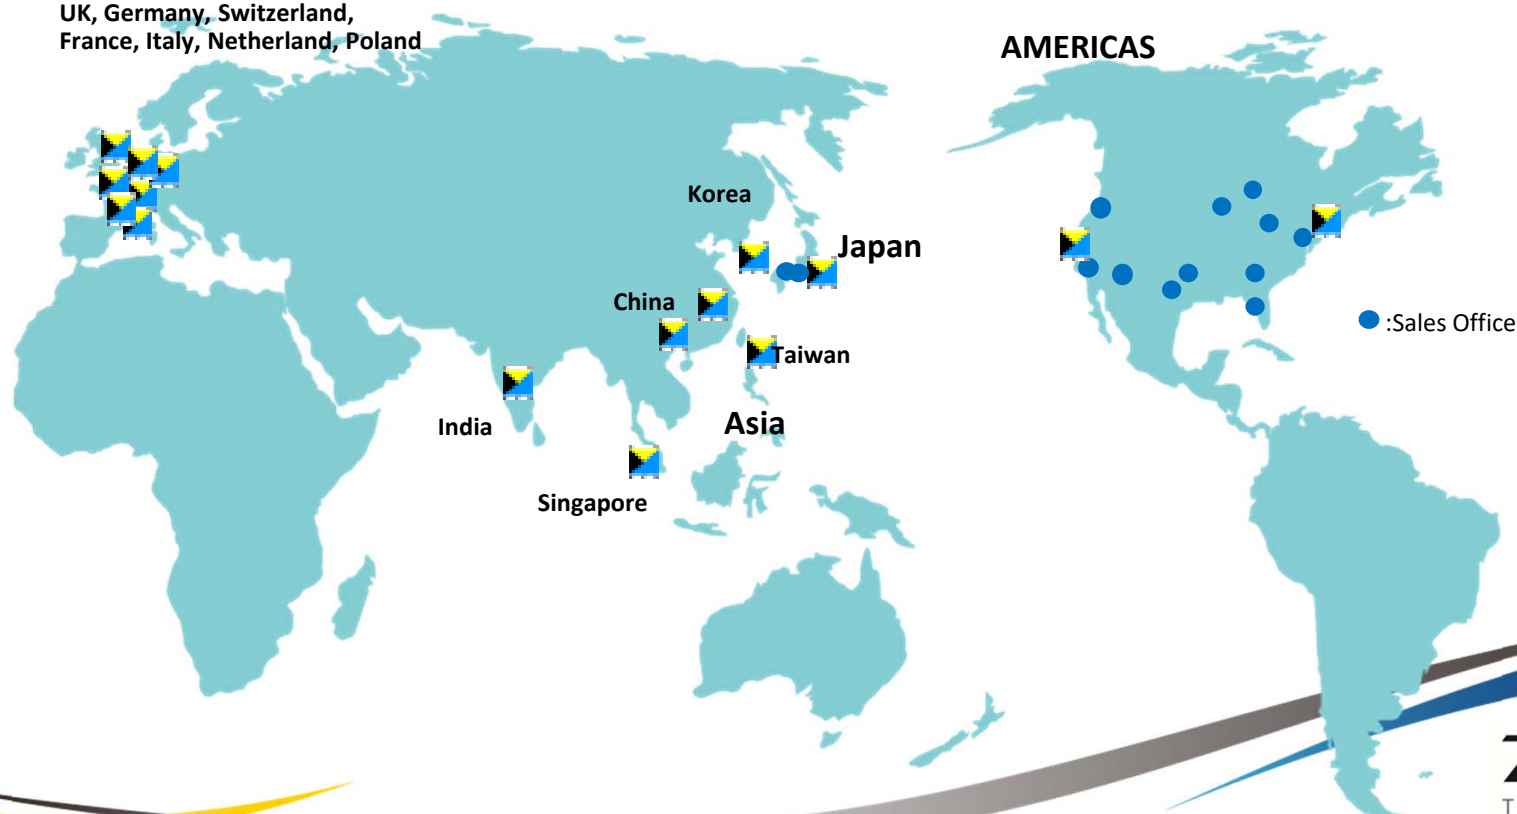 UK, Germany, Switzerland,
France, Italy, Netherland, Poland
AMERICAS
Korea
Japan
China
:Sales Office
Taiwan
India
Asia
Singapore